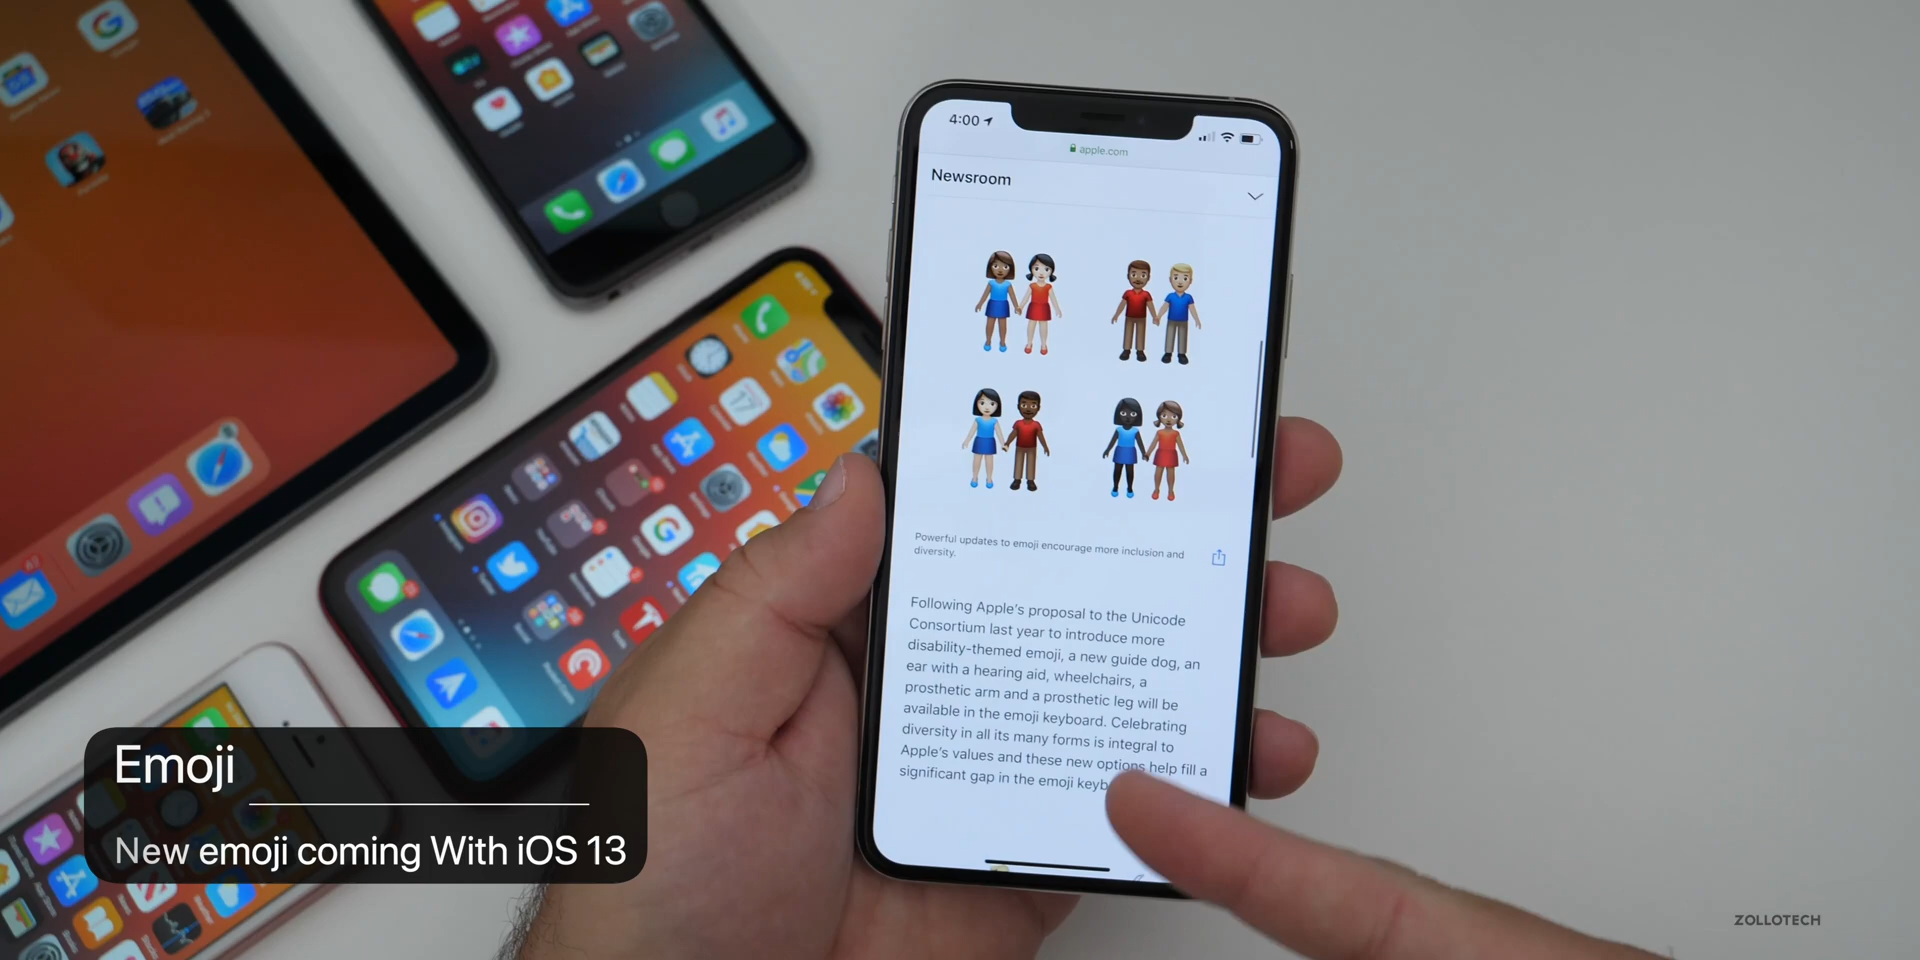 4:00
apple.com
Newsroom
Powerful updates to emoji encourage more inclusion and
diversity.
Following Apple's proposal to the Unicode
Consortium last year to introduce more
disability-themed emoji, a new guide dog, an
ear with a hearing aid, wheelchairs, a
prosthetic arm and a prosthetic leg will be
available in the emoji keyboard. Celebrating
diversity in all its many forms is integral to
Apple's values and these new options help fill a
significant gap in the emoji keyb
Emoji
New emoji coming With iOS 13
ZOLLOTECH